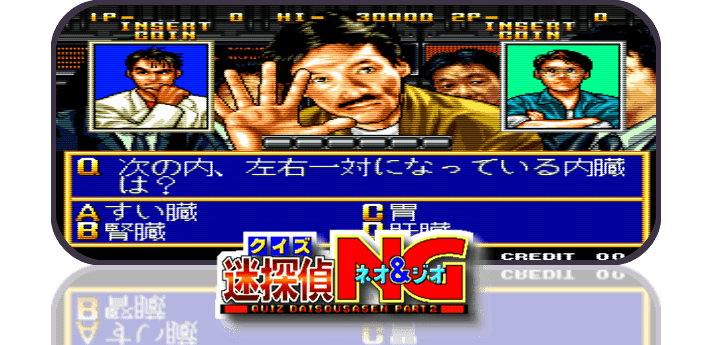 1P- 0 HI- 30000 2P- 0
INSERT COIN
INSERT COIN
Q 次の内、左右一対になっている内臓
は？
A すい臓
C 胃
B 腎臓
D 肝臓
CREDIT 00
クイズ
迷探偵
NG
ネオ&ジオ
QUIZ DAISOUSASEN PART2